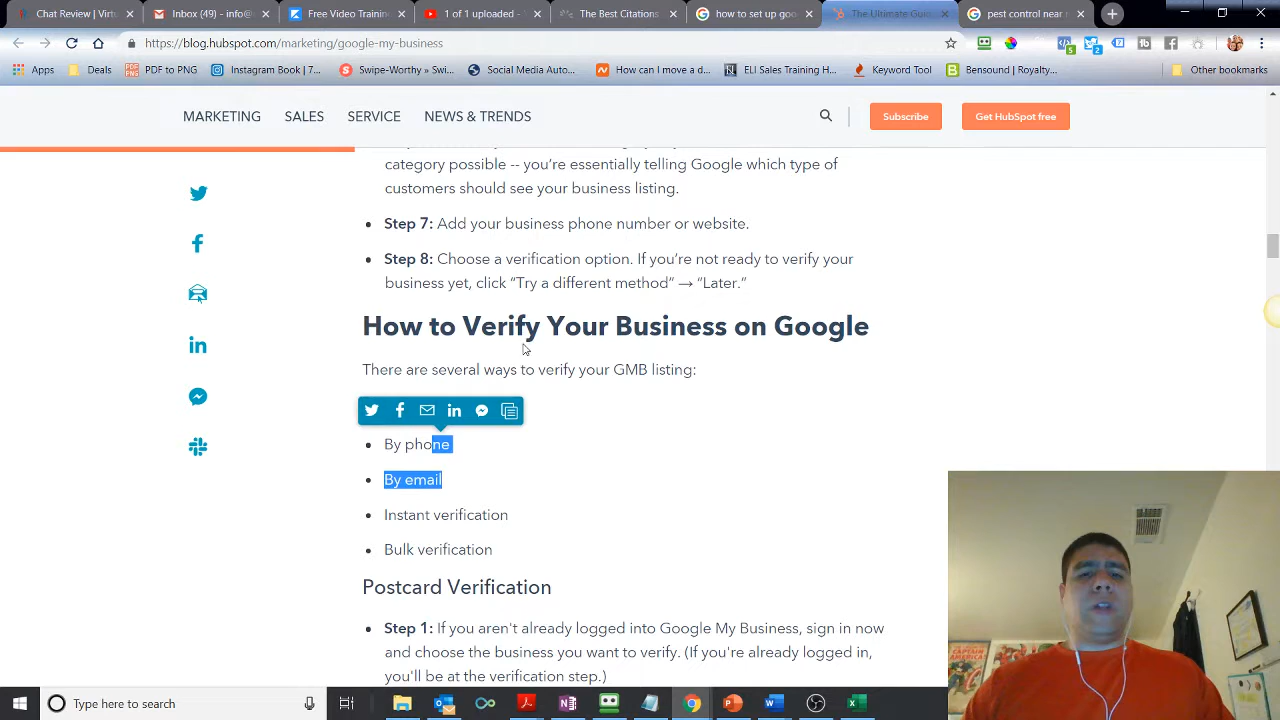 Chat Review | Virtu
Inbox (49) - info@
Free Video Training
1 of 1 uploaded -
The Best Citations
how to set up goo
The Ultimate Gui
pest control near
https://blog.hubspot.com/marketing/google-my-business
5
2
Apps
Deals
PDF to PNG
Instagram Book | 7...
Swipe-Worthy » Swi...
Social Media Auto...
How can I move a d...
ELI Sales Training H...
Keyword Tool
Bensound | Royalty...
Other bookmarks
MARKETING
SALES
SERVICE
NEWS & TRENDS
Subscribe
Get HubSpot free
category possible -- you're essentially telling Google which type of
customers should see your business listing.
Step 7: Add your business phone number or website.
Step 8: Choose a verification option. If you're not ready to verify your
business yet, click “Try a different method” → “Later.”
How to Verify Your Business on Google
There are several ways to verify your GMB listing:
By phone
By email
Instant verification
Bulk verification
Postcard Verification
Step 1: If you aren't already logged into Google My Business, sign in now
and choose the business you want to verify. (If you're already logged in,
you'll be at the verification step.)
Type here to search